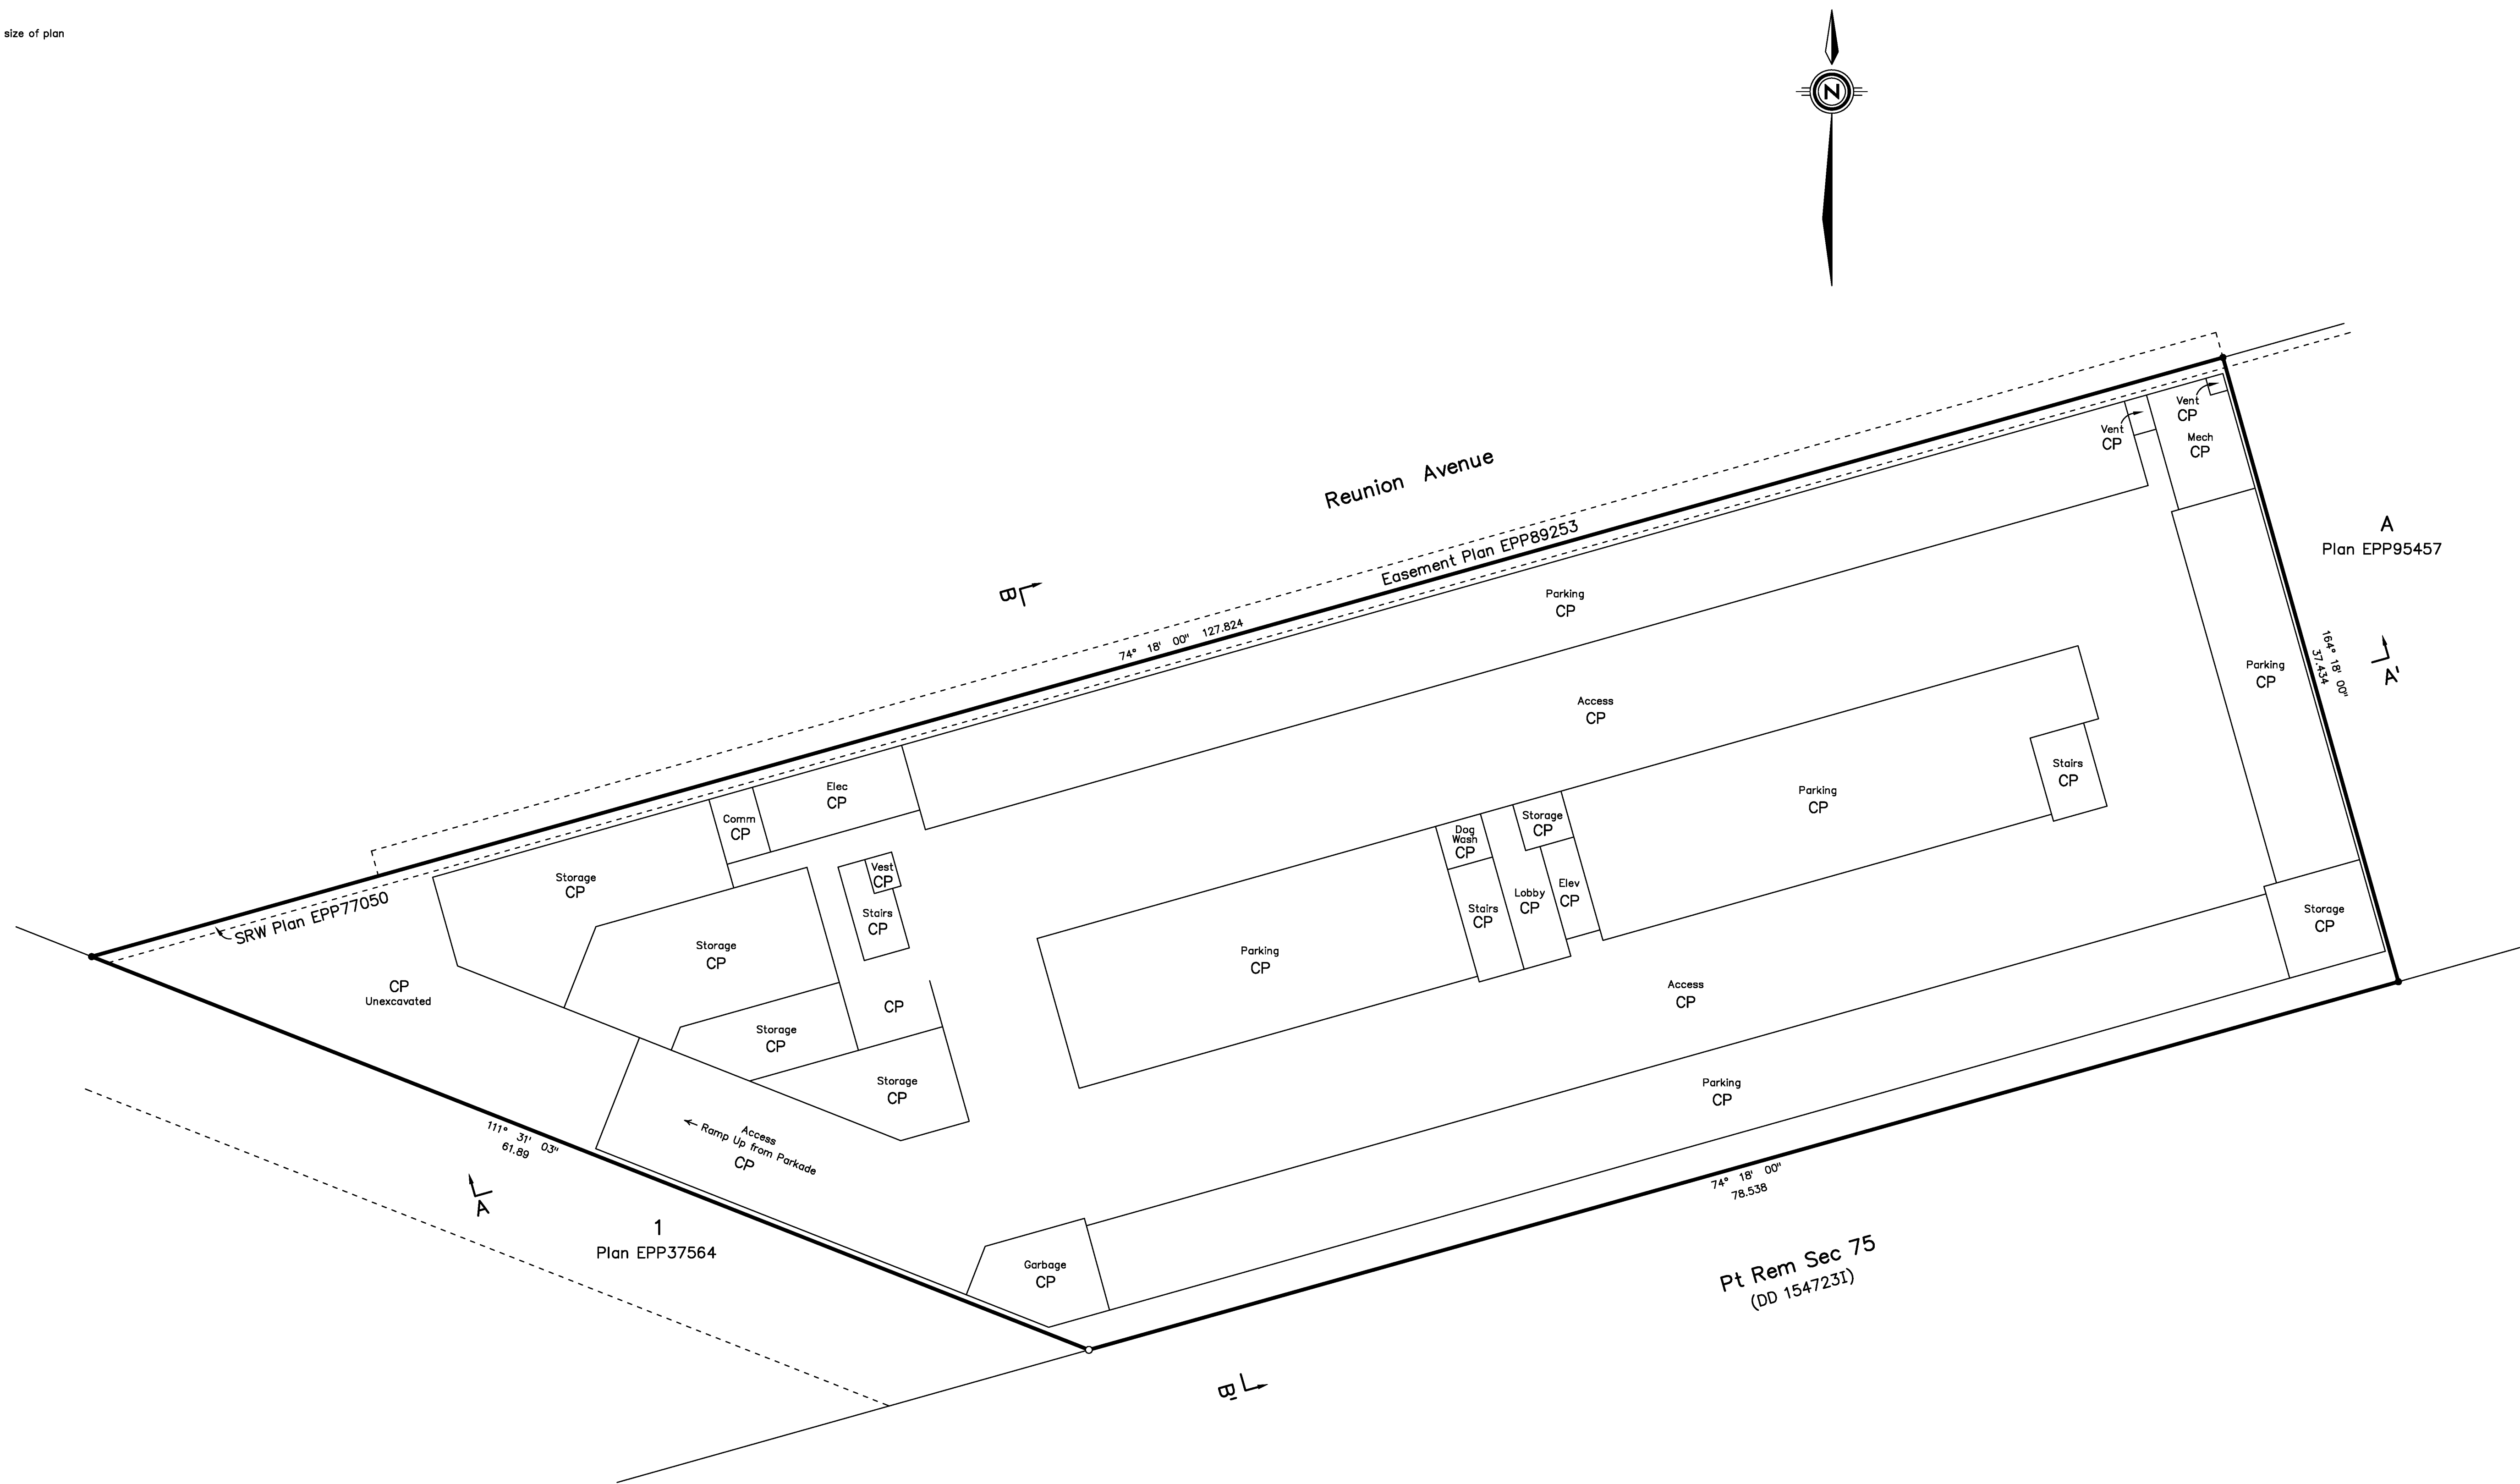 size of plan
N
Reunion Avenue
Easement Plan EPP89253
74° 18' 00" 127.824
B
Vent
CP
Mech
CP
Vent
CP
A
Plan EPP95457
164° 18' 00"
37.434
A'
Parking
CP
Parking
CP
Access
CP
Elec
CP
Comm
CP
Storage
CP
SRW Plan EPP77050
CP
Unexcavated
Vest
CP
Stairs
CP
Storage
CP
Storage
CP
CP
Storage
CP
Parking
CP
Dog
Wash
CP
Stairs
CP
Lobby
CP
Storage
CP
Elev
CP
Parking
CP
Stairs
CP
Storage
CP
Access
CP
Parking
CP
Access
Ramp Up from Parkade
CP
Garbage
CP
111° 31' 03"
61.89
A
1
Plan EPP37564
74° 18' 00"
78.538
Pt Rem Sec 75
(DD 154723I)
B'